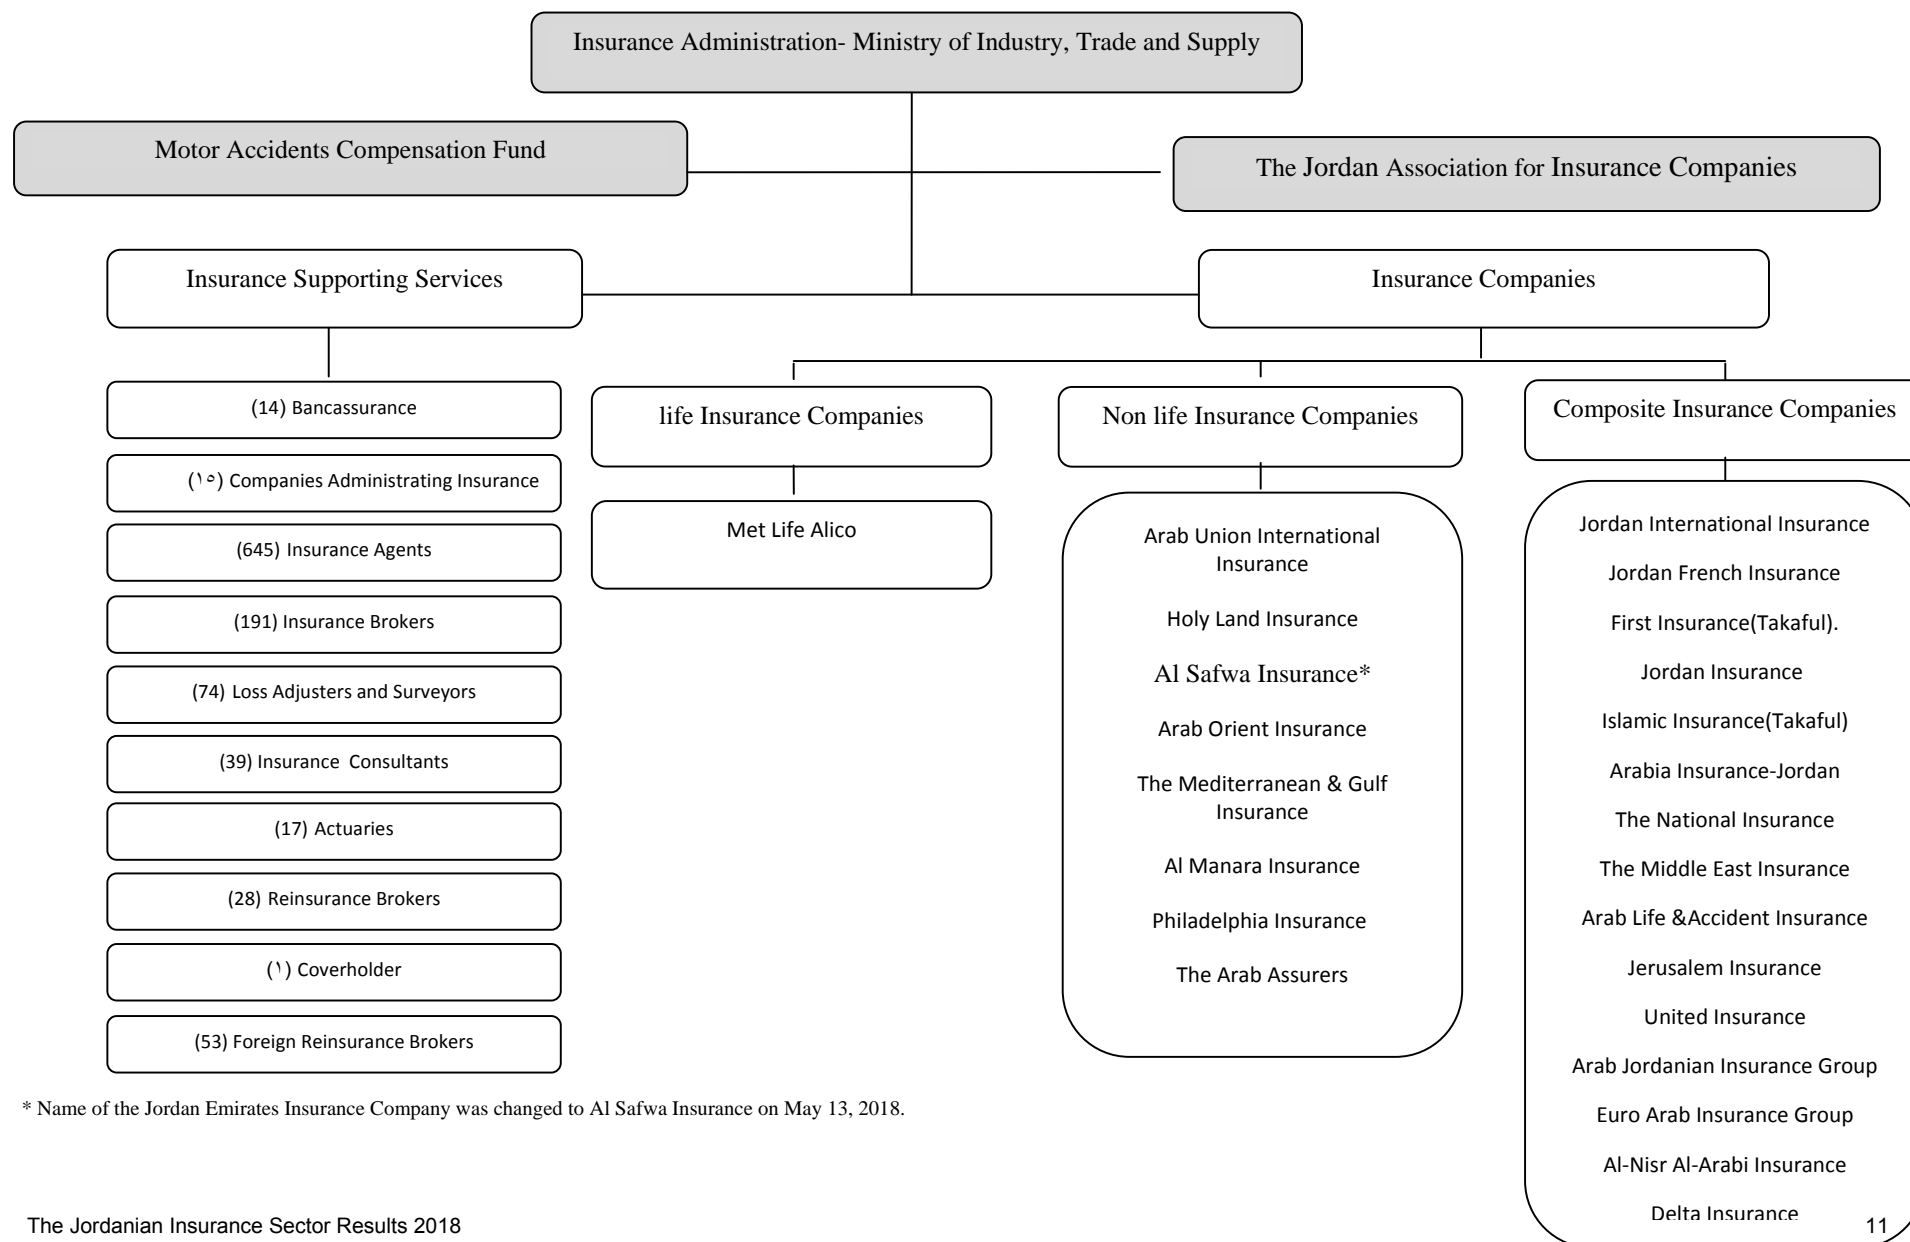 Insurance Administration- Ministry of Industry, Trade and Supply
Motor Accidents Compensation Fund
The Jordan Association for Insurance Companies
Insurance Supporting Services
Insurance Companies
(14) Bancassurance
(١٥) Companies Administrating Insurance
(645) Insurance Agents
(191) Insurance Brokers
(74) Loss Adjusters and Surveyors
(39) Insurance Consultants
(17) Actuaries
(28) Reinsurance Brokers
(١) Coverholder
(53) Foreign Reinsurance Brokers
life Insurance Companies
Met Life Alico
Non life Insurance Companies
Arab Union International
Insurance
Holy Land Insurance
Al Safwa Insurance*
Arab Orient Insurance
The Mediterranean & Gulf
Insurance
Al Manara Insurance
Philadelphia Insurance
The Arab Assurers
Composite Insurance Companies
Jordan International Insurance
Jordan French Insurance
First Insurance(Takaful).
Jordan Insurance
Islamic Insurance(Takaful)
Arabia Insurance-Jordan
The National Insurance
The Middle East Insurance
Arab Life &Accident Insurance
Jerusalem Insurance
United Insurance
Arab Jordanian Insurance Group
Euro Arab Insurance Group
Al-Nisr Al-Arabi Insurance
Delta Insurance
* Name of the Jordan Emirates Insurance Company was changed to Al Safwa Insurance on May 13, 2018.
The Jordanian Insurance Sector Results 2018
11